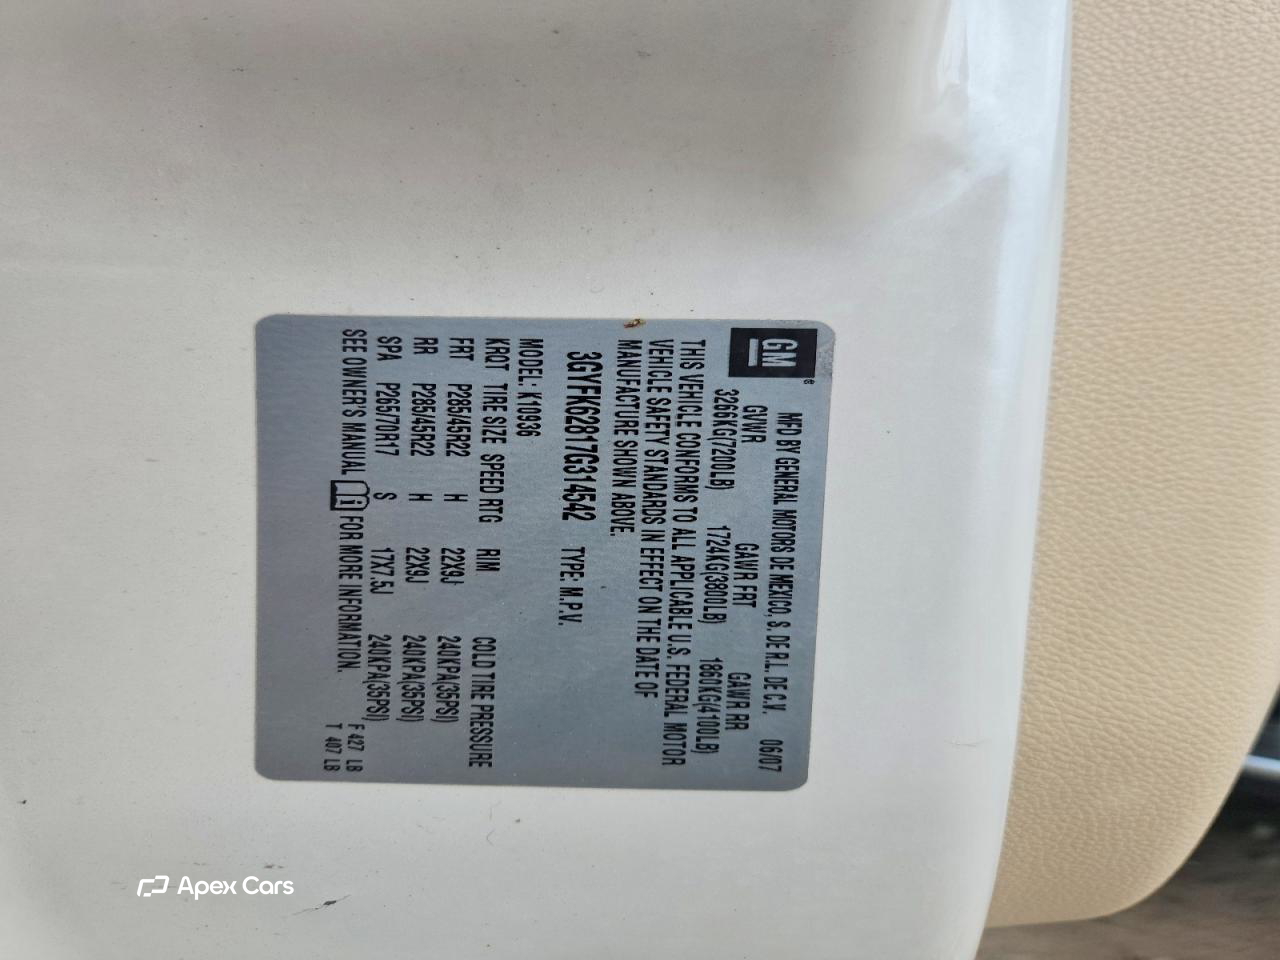 GM®
MFD BY GENERAL MOTORS DE MEXICO, S. DE R.L. DE C.V. 06/07
GVWR GAWR FRT GAWR RR
3266KG(7200LB) 1724KG(3800LB) 1860KG(4100LB)
THIS VEHICLE CONFORMS TO ALL APPLICABLE U.S. FEDERAL MOTOR
VEHICLE SAFETY STANDARDS IN EFFECT ON THE DATE OF
MANUFACTURE SHOWN ABOVE.
3GYFK62817G314542 TYPE: M.P.V.
MODEL: K10936
KRQT TIRE SIZE SPEED RTG RIM COLD TIRE PRESSURE
FRT P285/45R22 H 22X9J 240KPA(35PSI)
RR P285/45R22 H 22X9J 240KPA(35PSI)
SPA P265/70R17 S 17X7.5J 240KPA(35PSI)
SEE OWNER'S MANUAL i FOR MORE INFORMATION.
F 427 LB
T 407 LB
Apex Cars